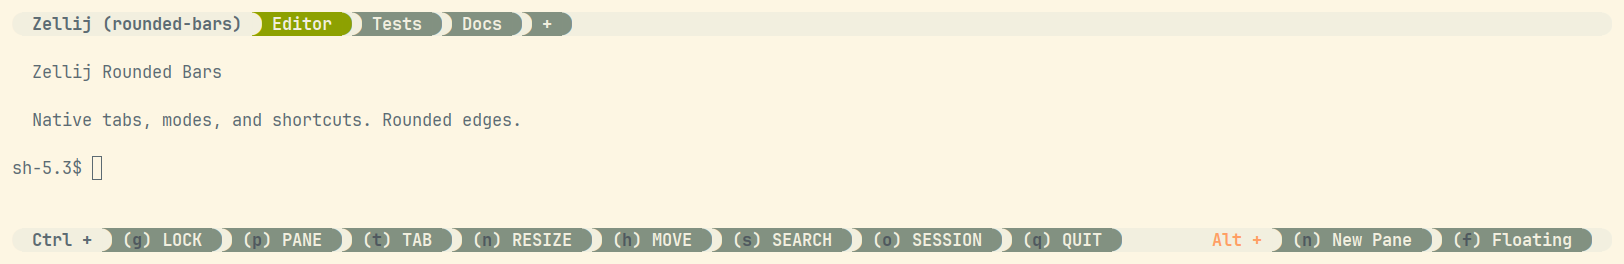 Zellij (rounded-bars) Editor Tests Docs +
Zellij Rounded Bars
Native tabs, modes, and shortcuts. Rounded edges.
sh-5.3$
Ctrl + (g) LOCK (p) PANE (t) TAB (n) RESIZE (h) MOVE (s) SEARCH (o) SESSION (q) QUIT Alt + (n) New Pane (f) Floating